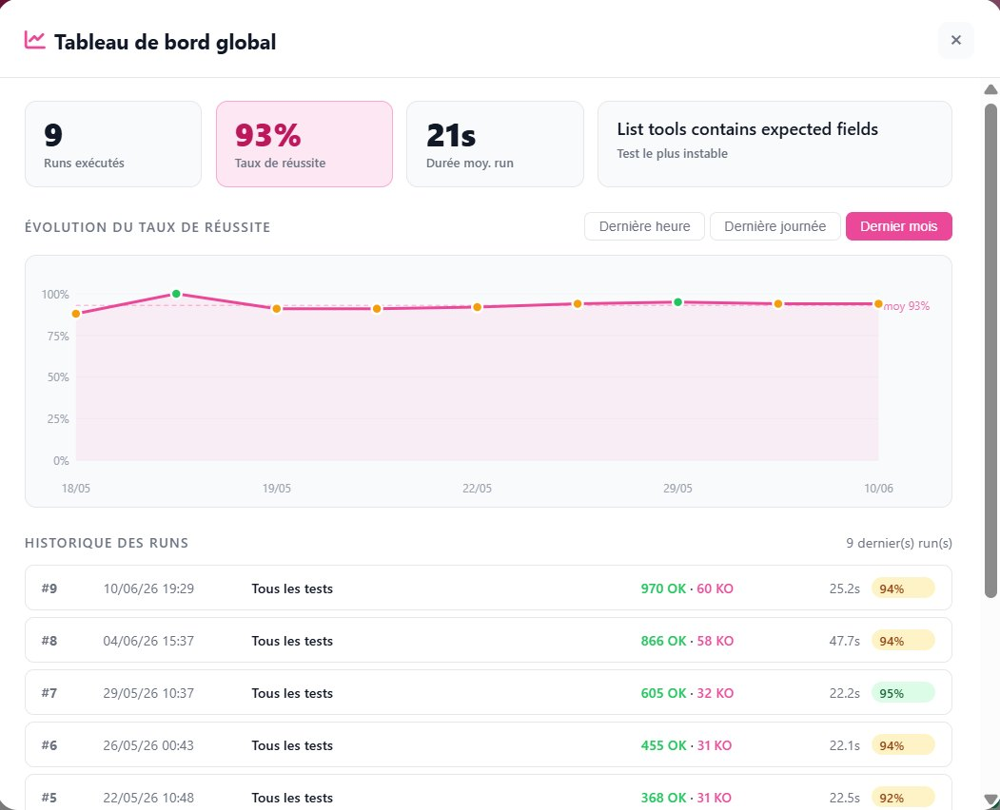 Tableau de bord global
9
Runs exécutés
93%
Taux de réussite
21s
Durée moy. run
List tools contains expected fields
Test le plus instable
ÉVOLUTION DU TAUX DE RÉUSSITE
Dernière heure
Dernière journée
Dernier mois
100%
75%
50%
25%
0%
moy 93%
18/05 19/05 22/05 29/05 10/06
HISTORIQUE DES RUNS 9 dernier(s) run(s)
#9 10/06/26 19:29 Tous les tests 970 OK · 60 KO 25.2s 94%
#8 04/06/26 15:37 Tous les tests 866 OK · 58 KO 47.7s 94%
#7 29/05/26 10:37 Tous les tests 605 OK · 32 KO 22.2s 95%
#6 26/05/26 00:43 Tous les tests 455 OK · 31 KO 22.1s 94%
#5 22/05/26 10:48 Tous les tests 368 OK · 31 KO 22.5s 92%